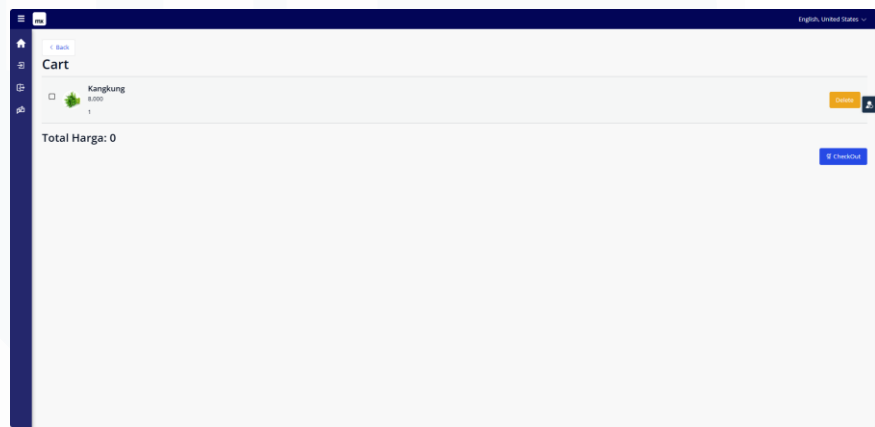 mx
English, United States
Back
Cart
Kangkung
8,000
1
Delete
Total Harga: 0
CheckOut